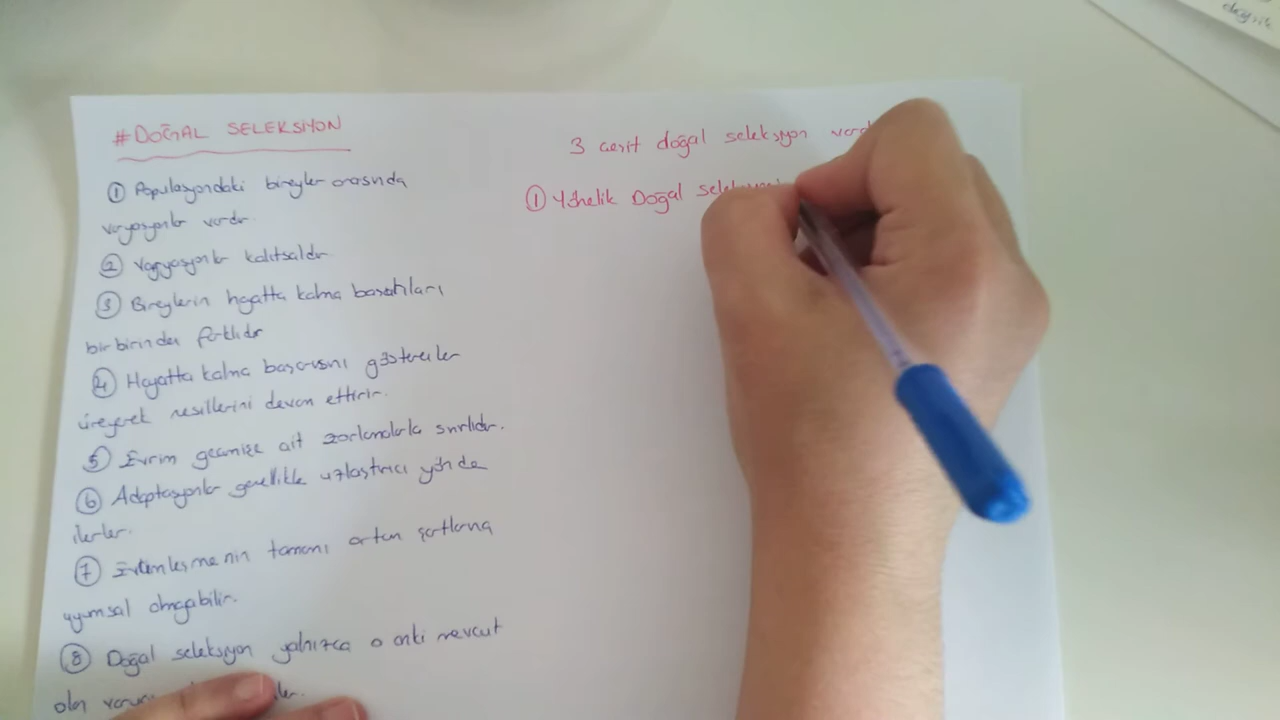 #DOĞAL SELEKSİYON
① Populasyondaki bireyler arasında
varyasyonlar vardır.
② Varyasyonlar kalıtsaldır.
③ Bireylerin hayatta kalma başarıları
birbirinden farklıdır
④ Hayatta kalma başarısını gösterenler
üreyerek nesillerini devam ettirir.
⑤ Evrim geçmişe ait zorlamalarla sınırlıdır.
⑥ Adaptasyonlar genellikle uzlaştırıcı yönde
ilerler.
⑦ Evrimleşmenin tamamı ortam şartlarına
uyumsal olmayabilir.
⑧ Doğal seleksiyon yalnızca o anki mevcut
olan
3 çeşit doğal seleksiyon
① Yönelik Doğal